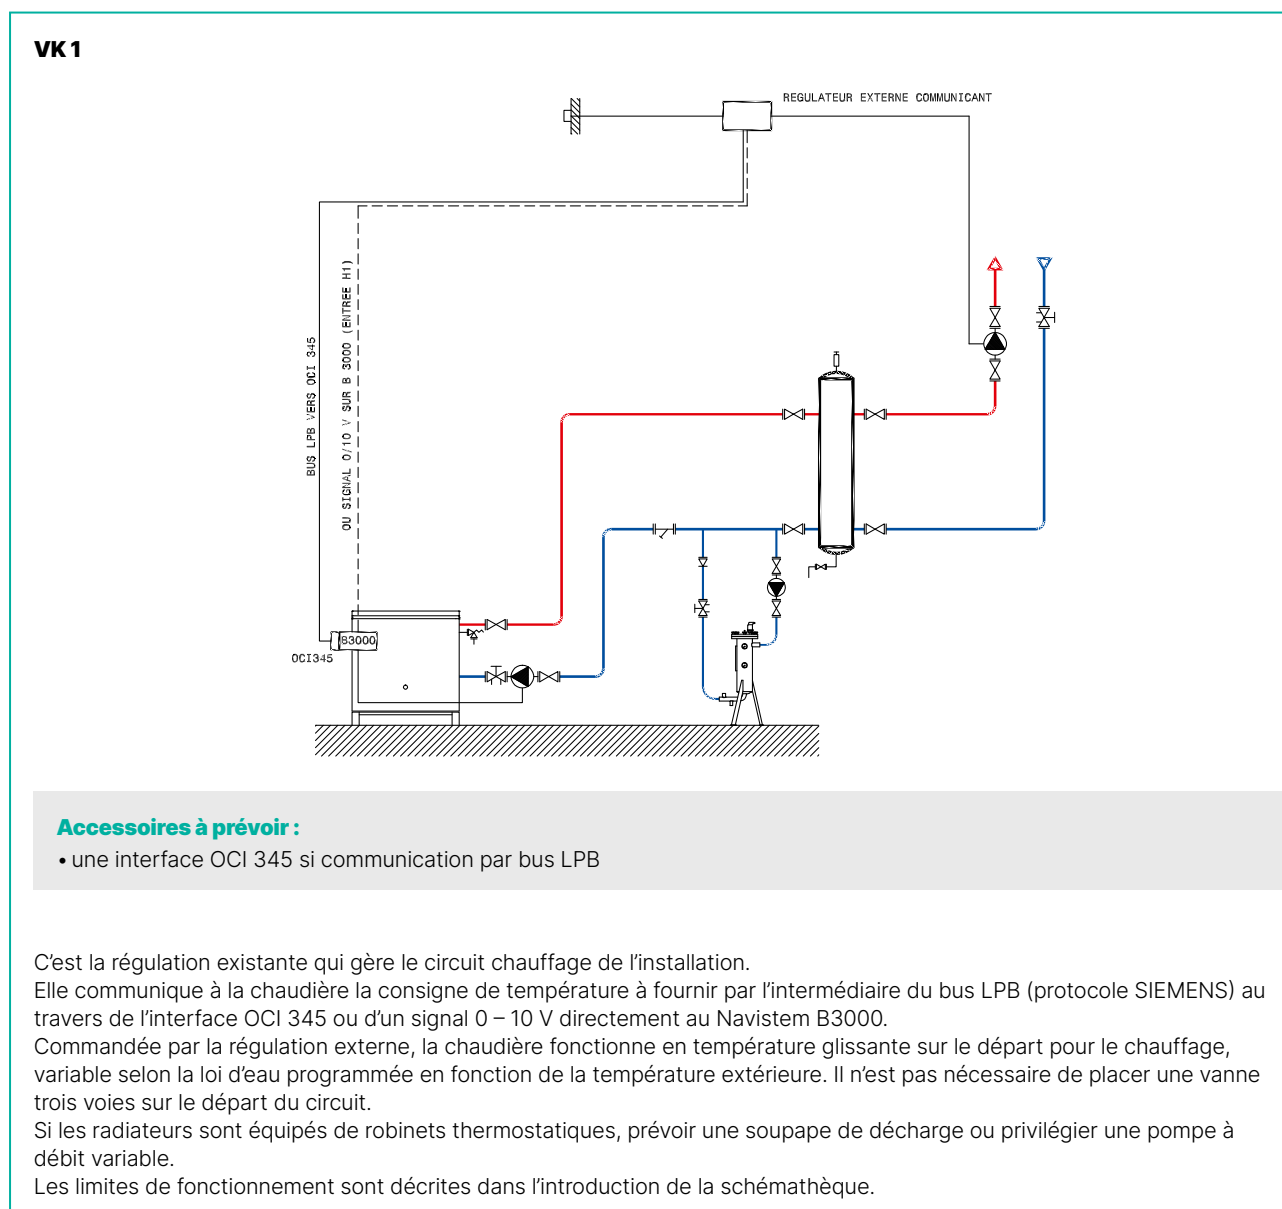 VK 1
REGULATEUR EXTERNE COMMUNICANT
BUS LPB VERS OCI 345
OU SIGNAL 0/10 V SUR B 3000 (ENTREE H1)
B3000
OCI345
Accessoires à prévoir :
• une interface OCI 345 si communication par bus LPB
C’est la régulation existante qui gère le circuit chauffage de l’installation.
Elle communique à la chaudière la consigne de température à fournir par l’intermédiaire du bus LPB (protocole SIEMENS) au
travers de l’interface OCI 345 ou d’un signal 0 – 10 V directement au Navistem B3000.
Commandée par la régulation externe, la chaudière fonctionne en température glissante sur le départ pour le chauffage,
variable selon la loi d’eau programmée en fonction de la température extérieure. Il n’est pas nécessaire de placer une vanne
trois voies sur le départ du circuit.
Si les radiateurs sont équipés de robinets thermostatiques, prévoir une soupape de décharge ou privilégier une pompe à
débit variable.
Les limites de fonctionnement sont décrites dans l’introduction de la schémathèque.